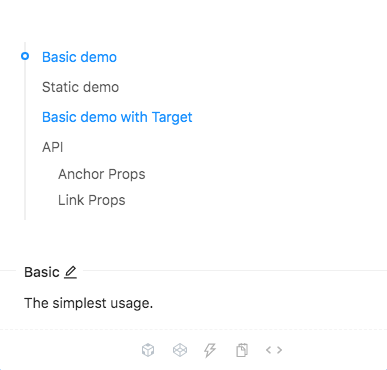 Basic demo
Static demo
Basic demo with Target
API
Anchor Props
Link Props
Basic
The simplest usage.